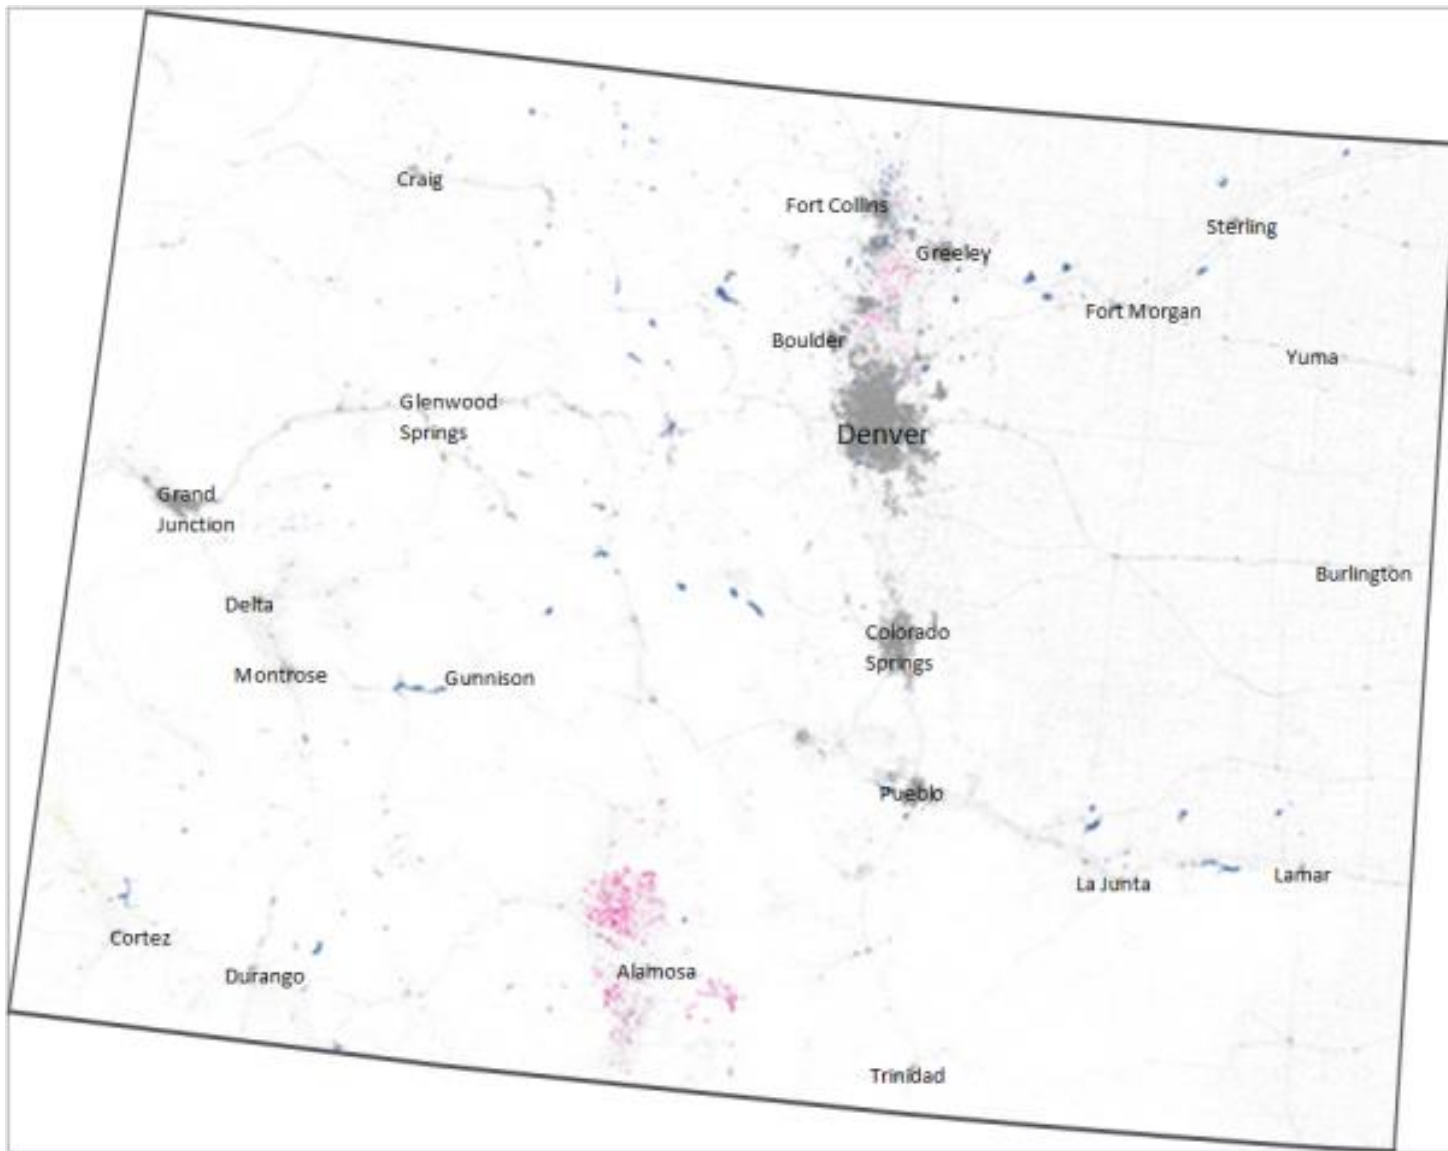 Craig
Fort Collins
Sterling
Greeley
Fort Morgan
Boulder
Yuma
Glenwood
Springs
Denver
Grand
Junction
Burlington
Delta
Colorado
Springs
Montrose
Gunnison
Pueblo
La Junta
Lamar
Cortez
Durango
Alamosa
Trinidad